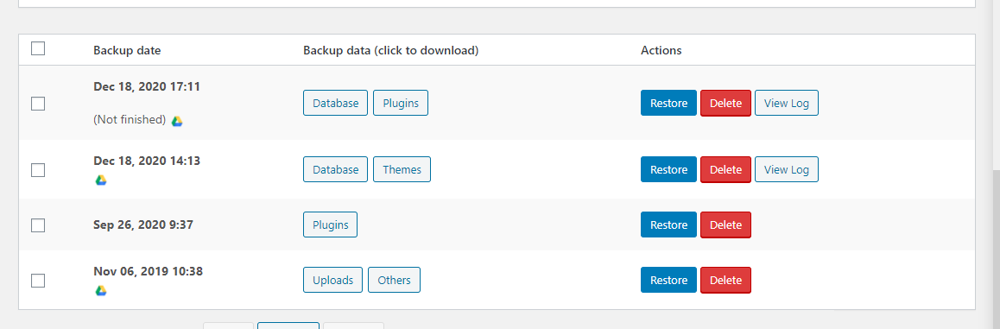 Backup date Backup data (click to download) Actions
Dec 18, 2020 17:11
(Not finished)
Database Plugins Restore Delete View Log
Dec 18, 2020 14:13
Database Themes Restore Delete View Log
Sep 26, 2020 9:37 Plugins Restore Delete
Nov 06, 2019 10:38
Uploads Others Restore Delete